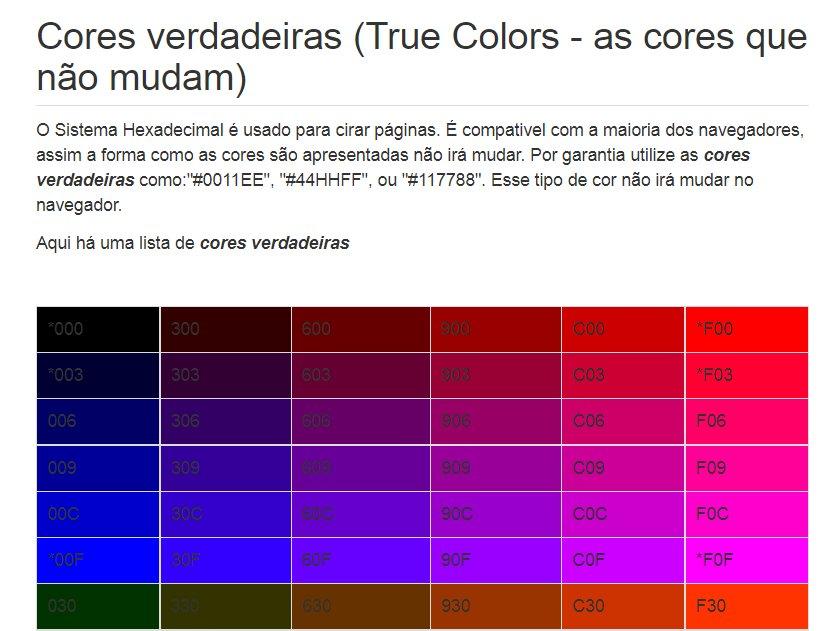 Cores verdadeiras (True Colors - as cores que
não mudam)
O Sistema Hexadecimal é usado para cirar páginas. É compativel com a maioria dos navegadores,
assim a forma como as cores são apresentadas não irá mudar. Por garantia utilize as cores
verdadeiras como:"#0011EE", "#44HHFF", ou "#117788". Esse tipo de cor não irá mudar no
navegador.
Aqui há uma lista de cores verdadeiras
*000 300 600 900 C00 *F00
*003 303 603 903 C03 *F03
006 306 606 906 C06 F06
009 309 609 909 C09 F09
00C 30C 60C 90C C0C F0C
*00F 30F 60F 90F C0F *F0F
030 330 630 930 C30 F30